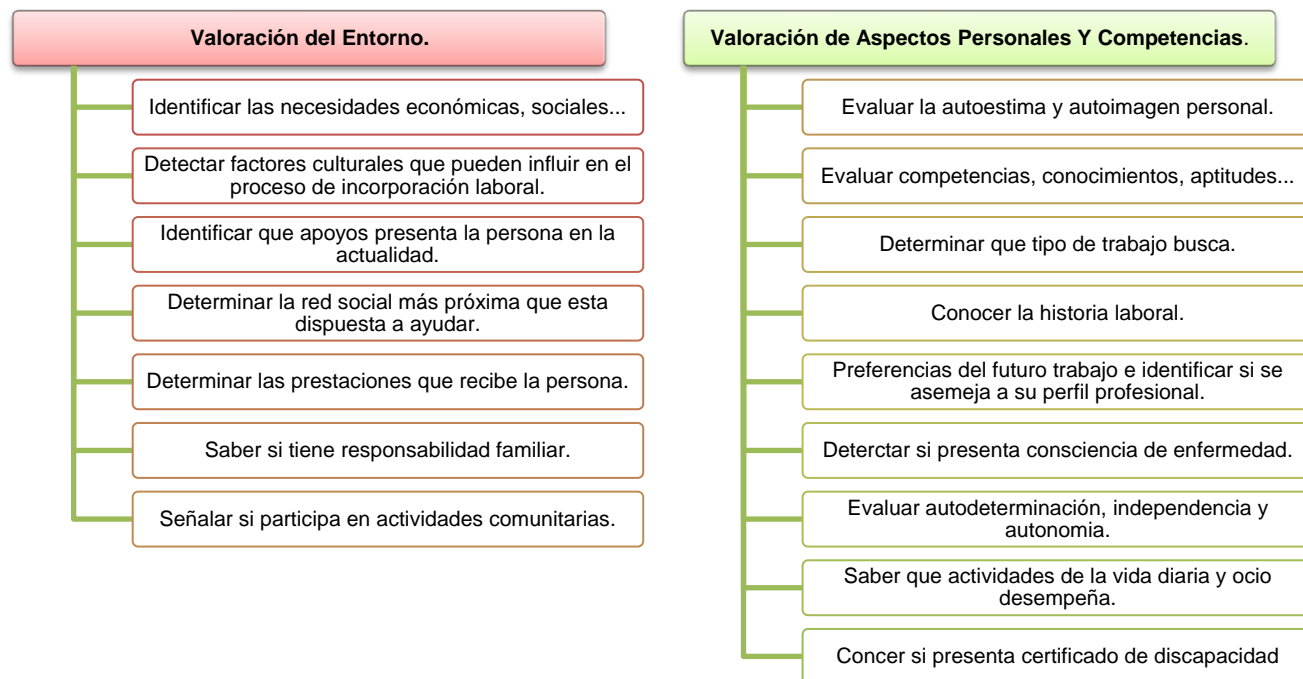 Valoración del Entorno.
Identificar las necesidades económicas, sociales...
Detectar factores culturales que pueden influir en el
proceso de incorporación laboral.
Identificar que apoyos presenta la persona en la
actualidad.
Determinar la red social más próxima que esta
dispuesta a ayudar.
Determinar las prestaciones que recibe la persona.
Saber si tiene responsabilidad familiar.
Señalar si participa en actividades comunitarias.
Valoración de Aspectos Personales Y Competencias.
Evaluar la autoestima y autoimagen personal.
Evaluar competencias, conocimientos, aptitudes...
Determinar que tipo de trabajo busca.
Conocer la historia laboral.
Preferencias del futuro trabajo e identificar si se
asemeja a su perfil profesional.
Deterctar si presenta consciencia de enfermedad.
Evaluar autodeterminación, independencia y
autonomia.
Saber que actividades de la vida diaria y ocio
desempeña.
Concer si presenta certificado de discapacidad